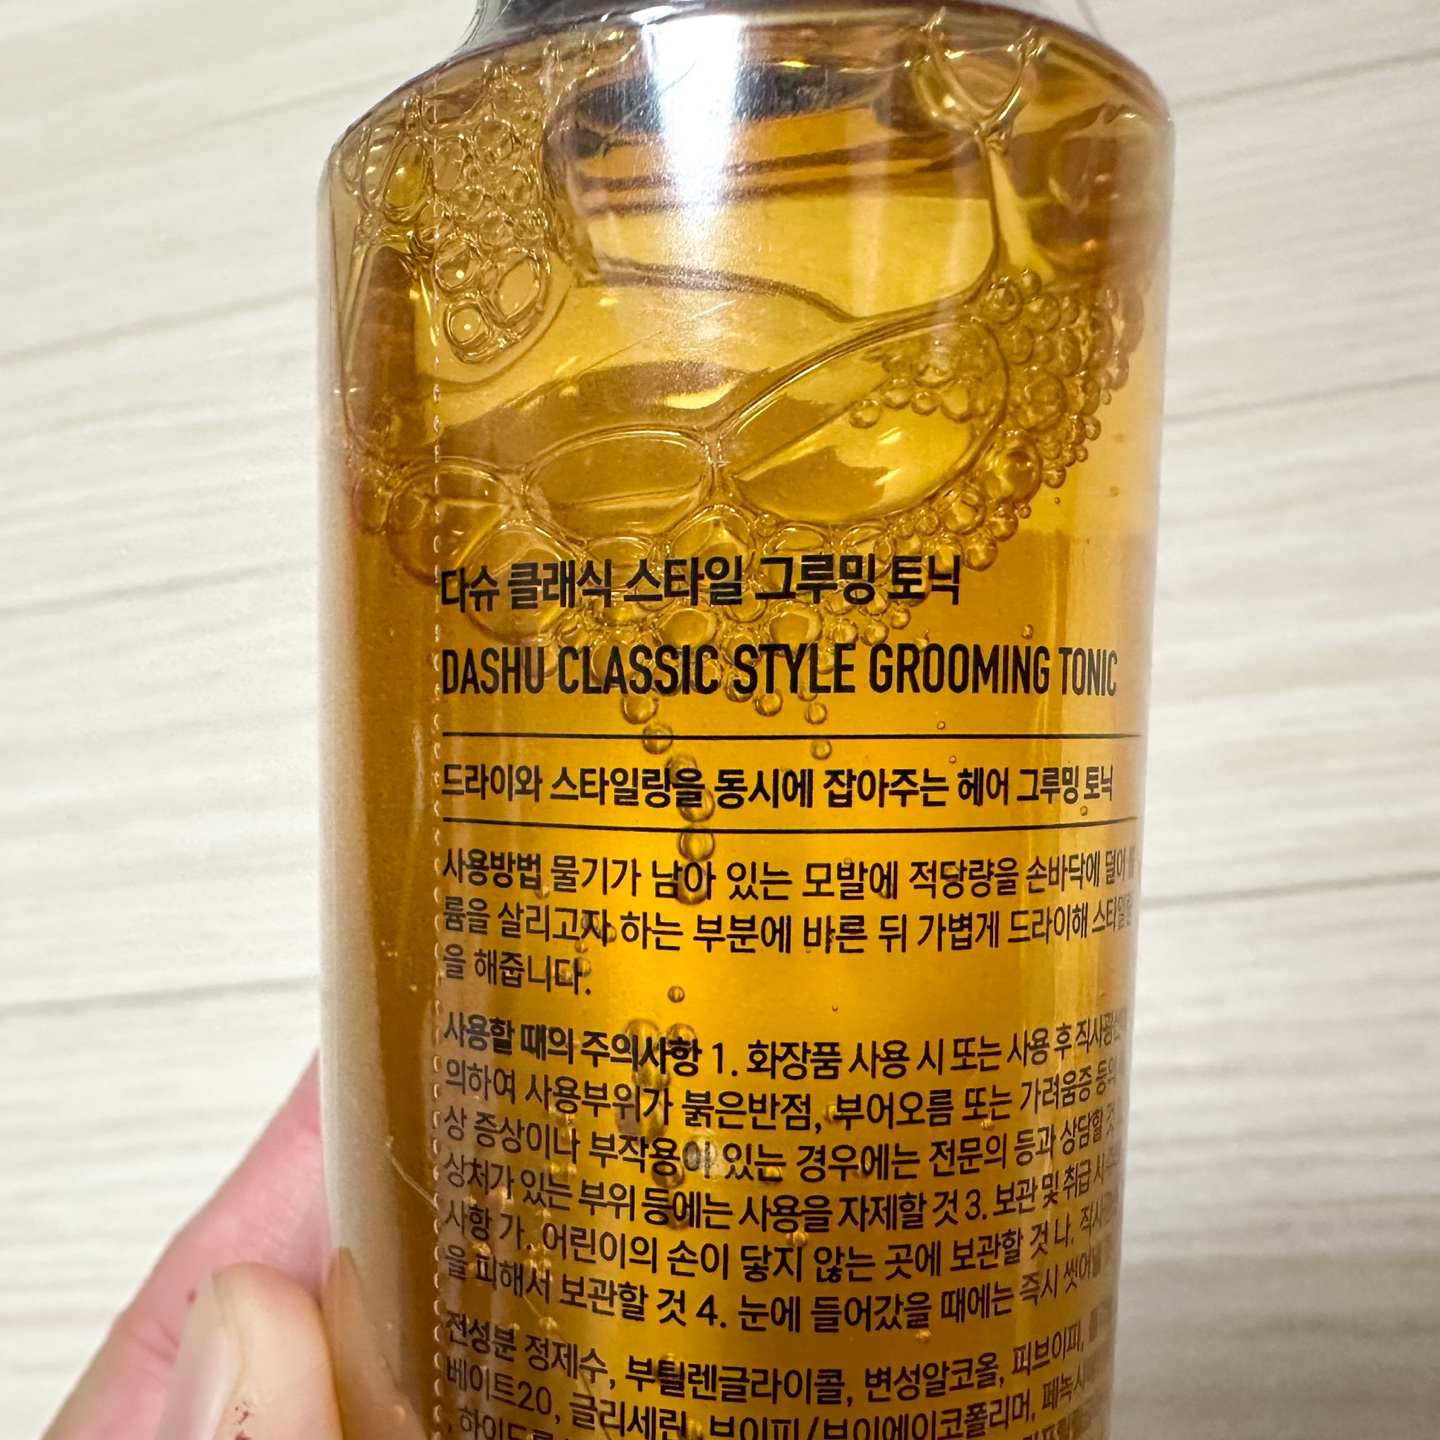 다슈 클래식 스타일 그루밍 토닉
DASHU CLASSIC STYLE GROOMING TONIC
드라이와 스타일링을 동시에 잡아주는 헤어 그루밍 토닉
사용방법 물기가 남아 있는 모발에 적당량을 손바닥에 덜어 볼
륨을 살리고자 하는 부분에 바른 뒤 가볍게 드라이해 스타일링
을 해줍니다.
사용할 때의 주의사항 1. 화장품 사용 시 또는 사용 후 직사광선에
의하여 사용부위가 붉은반점, 부어오름 또는 가려움증 등의 이
상 증상이나 부작용이 있는 경우에는 전문의 등과 상담할 것
상처가 있는 부위 등에는 사용을 자제할 것 3. 보관 및 취급 시 주의
사항 가. 어린이의 손이 닿지 않는 곳에 보관할 것 나. 직사광선
을 피해서 보관할 것 4. 눈에 들어갔을 때에는 즉시 씻어낼
전성분 정제수, 부틸렌글라이콜, 변성알코올, 피브이피,
베이트20, 글리세린, 브이피/브이에이코폴리머,